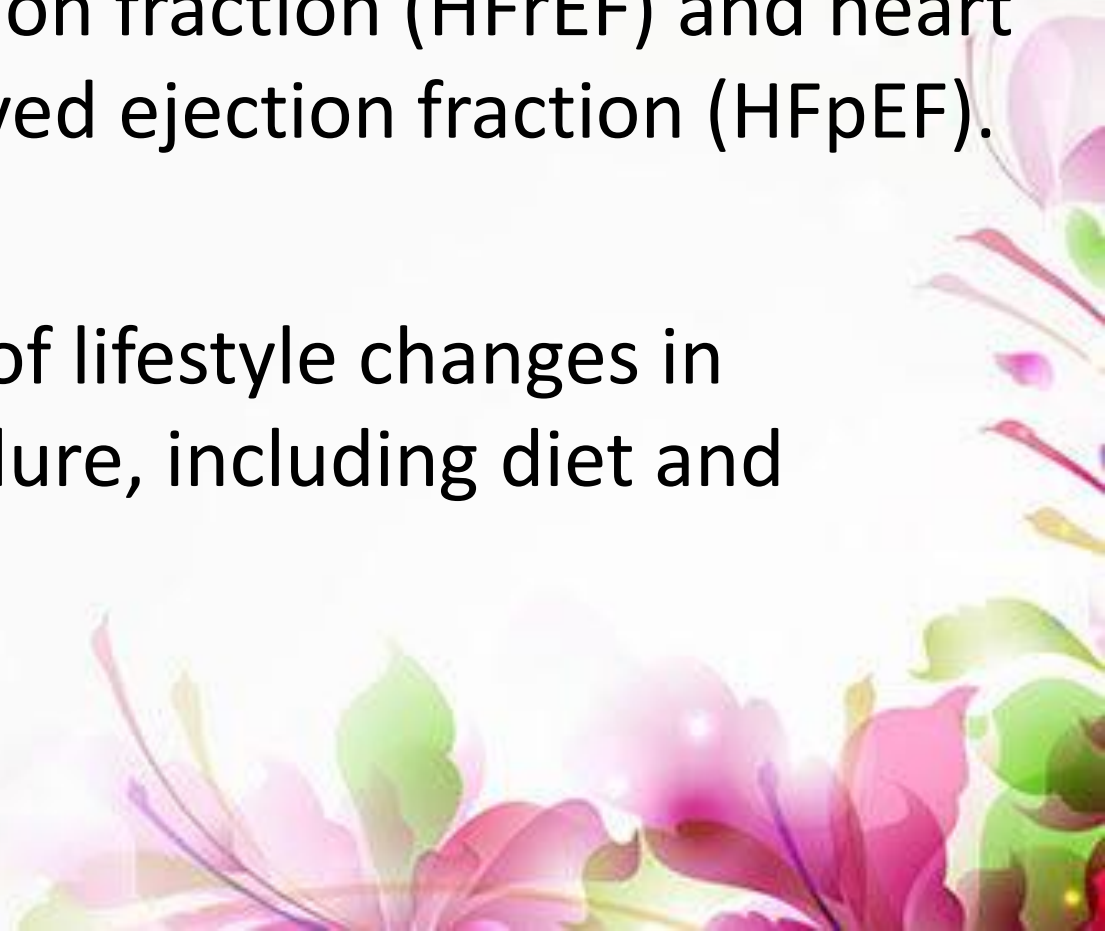 on fraction (HFrEF) and heart
ved ejection fraction (HFpEF).
of lifestyle changes in
lure, including diet and